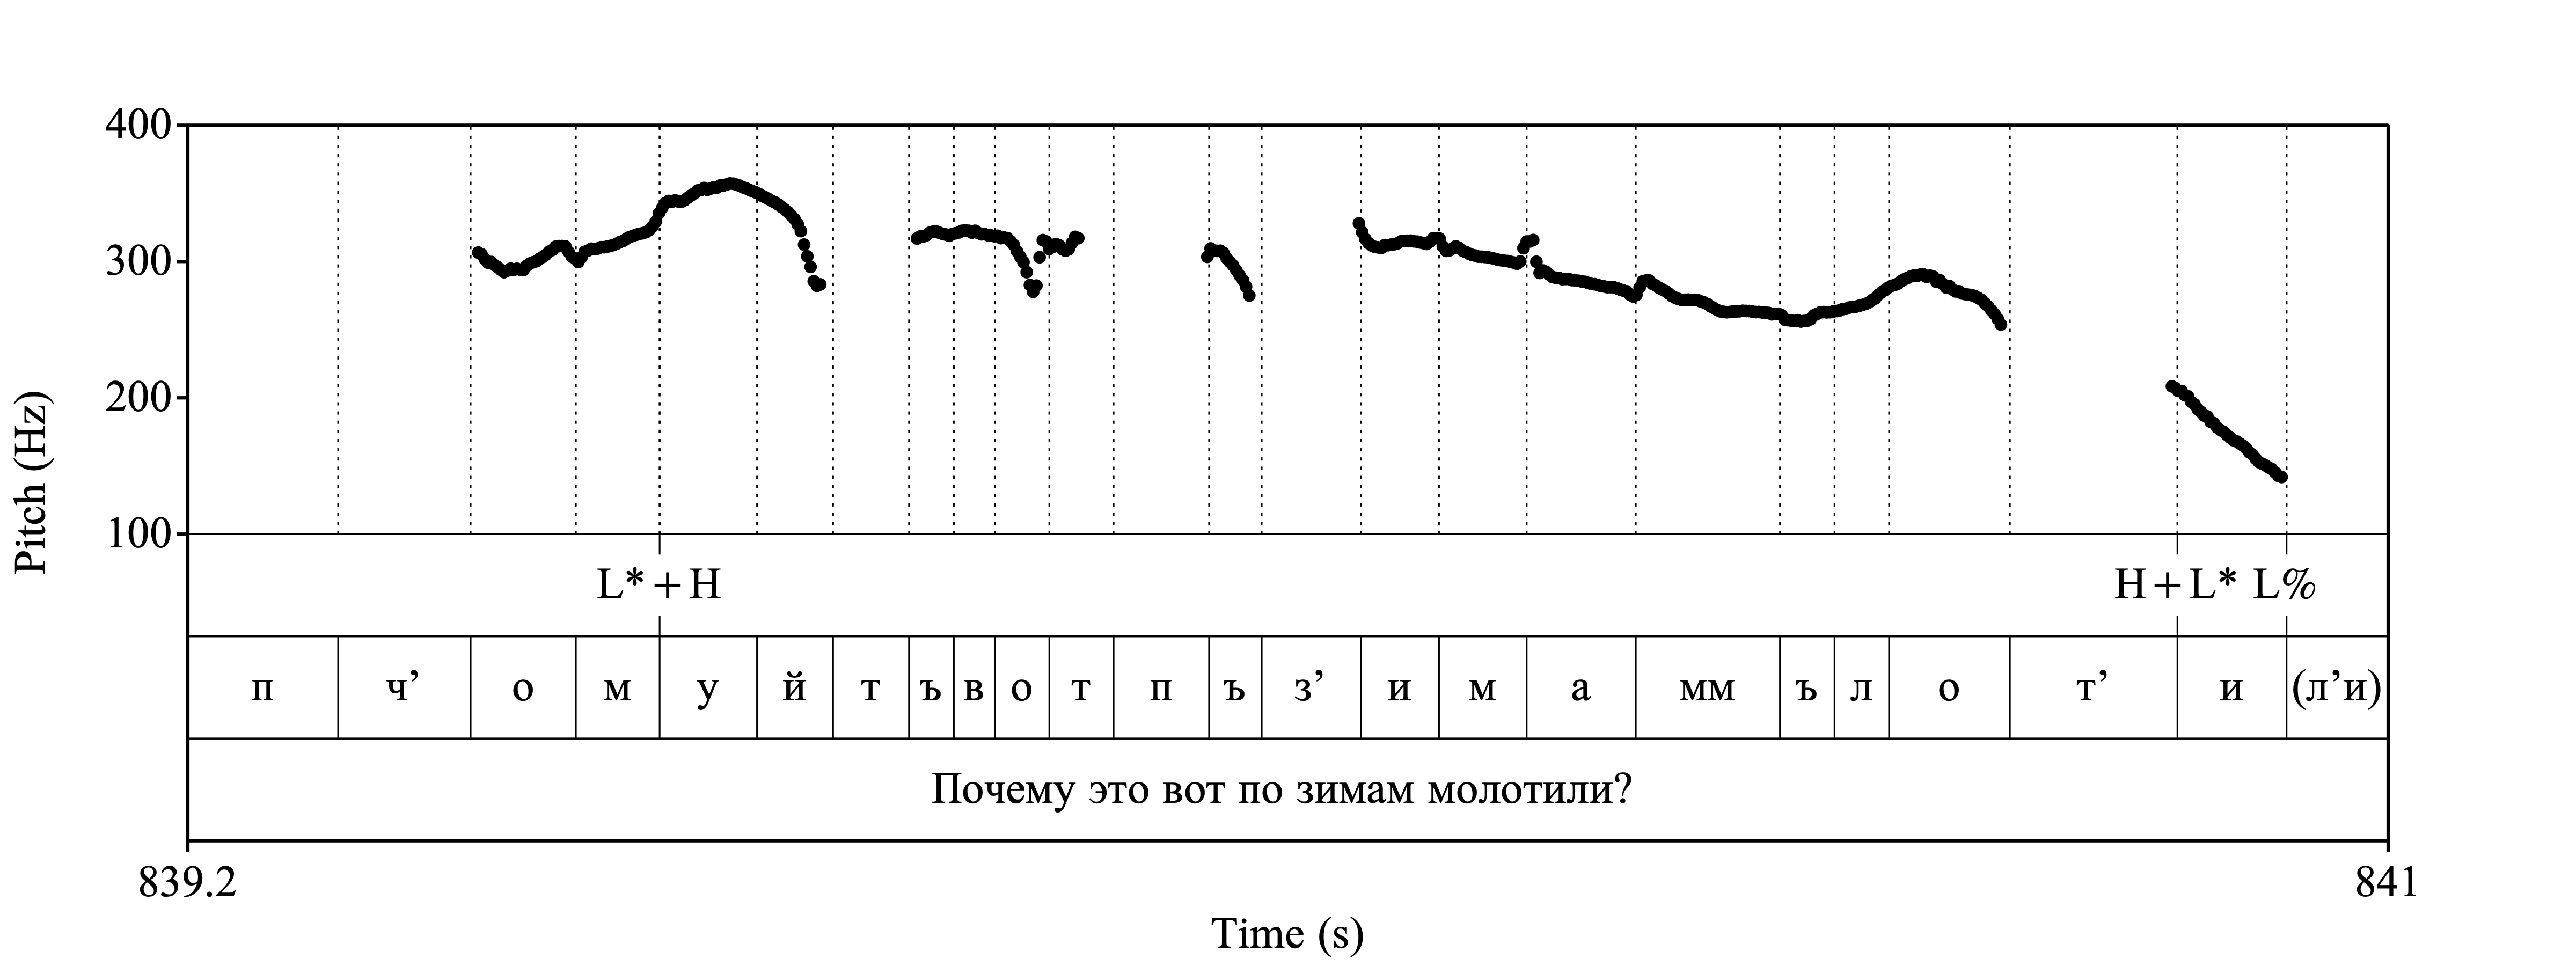 400
300
200
100
Pitch (Hz)
L*+H H+L* L%
п ч’ о м у й т ъ в о т п ъ з’ и м а мм ъ л о т’ и (л’и)
Почему это вот по зимам молотили?
839.2 841
Time (s)